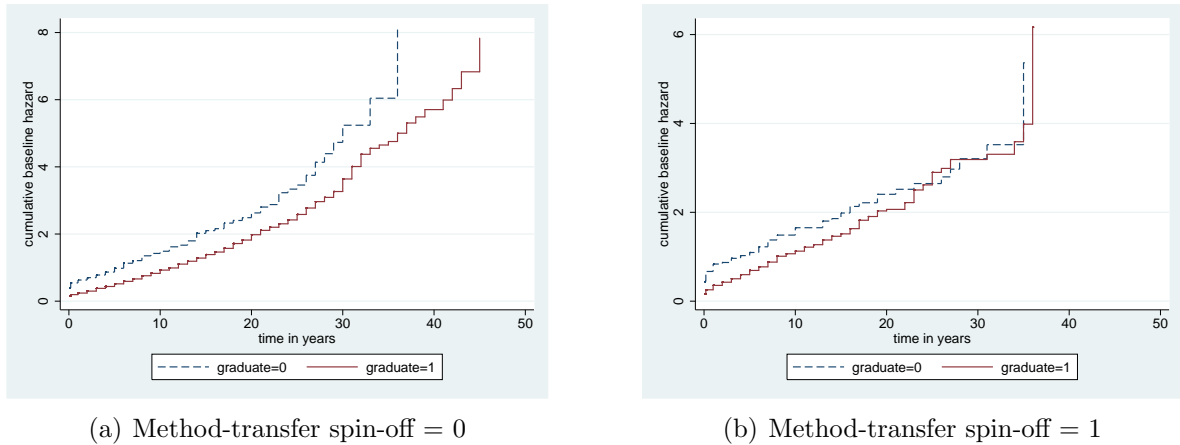 cumulative baseline hazard
8
6
4
2
0
0 10 20 30 40 50
time in years
graduate=0 graduate=1
(a) Method-transfer spin-off = 0
cumulative baseline hazard
6
4
2
0
0 10 20 30 40 50
time in years
graduate=0 graduate=1
(b) Method-transfer spin-off = 1